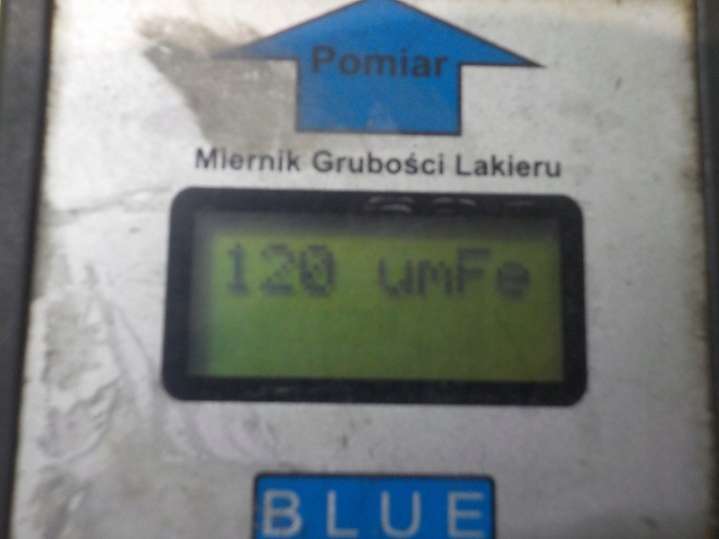 Pomiar
Miernik Grubości Lakieru
120 umFe
BLUE